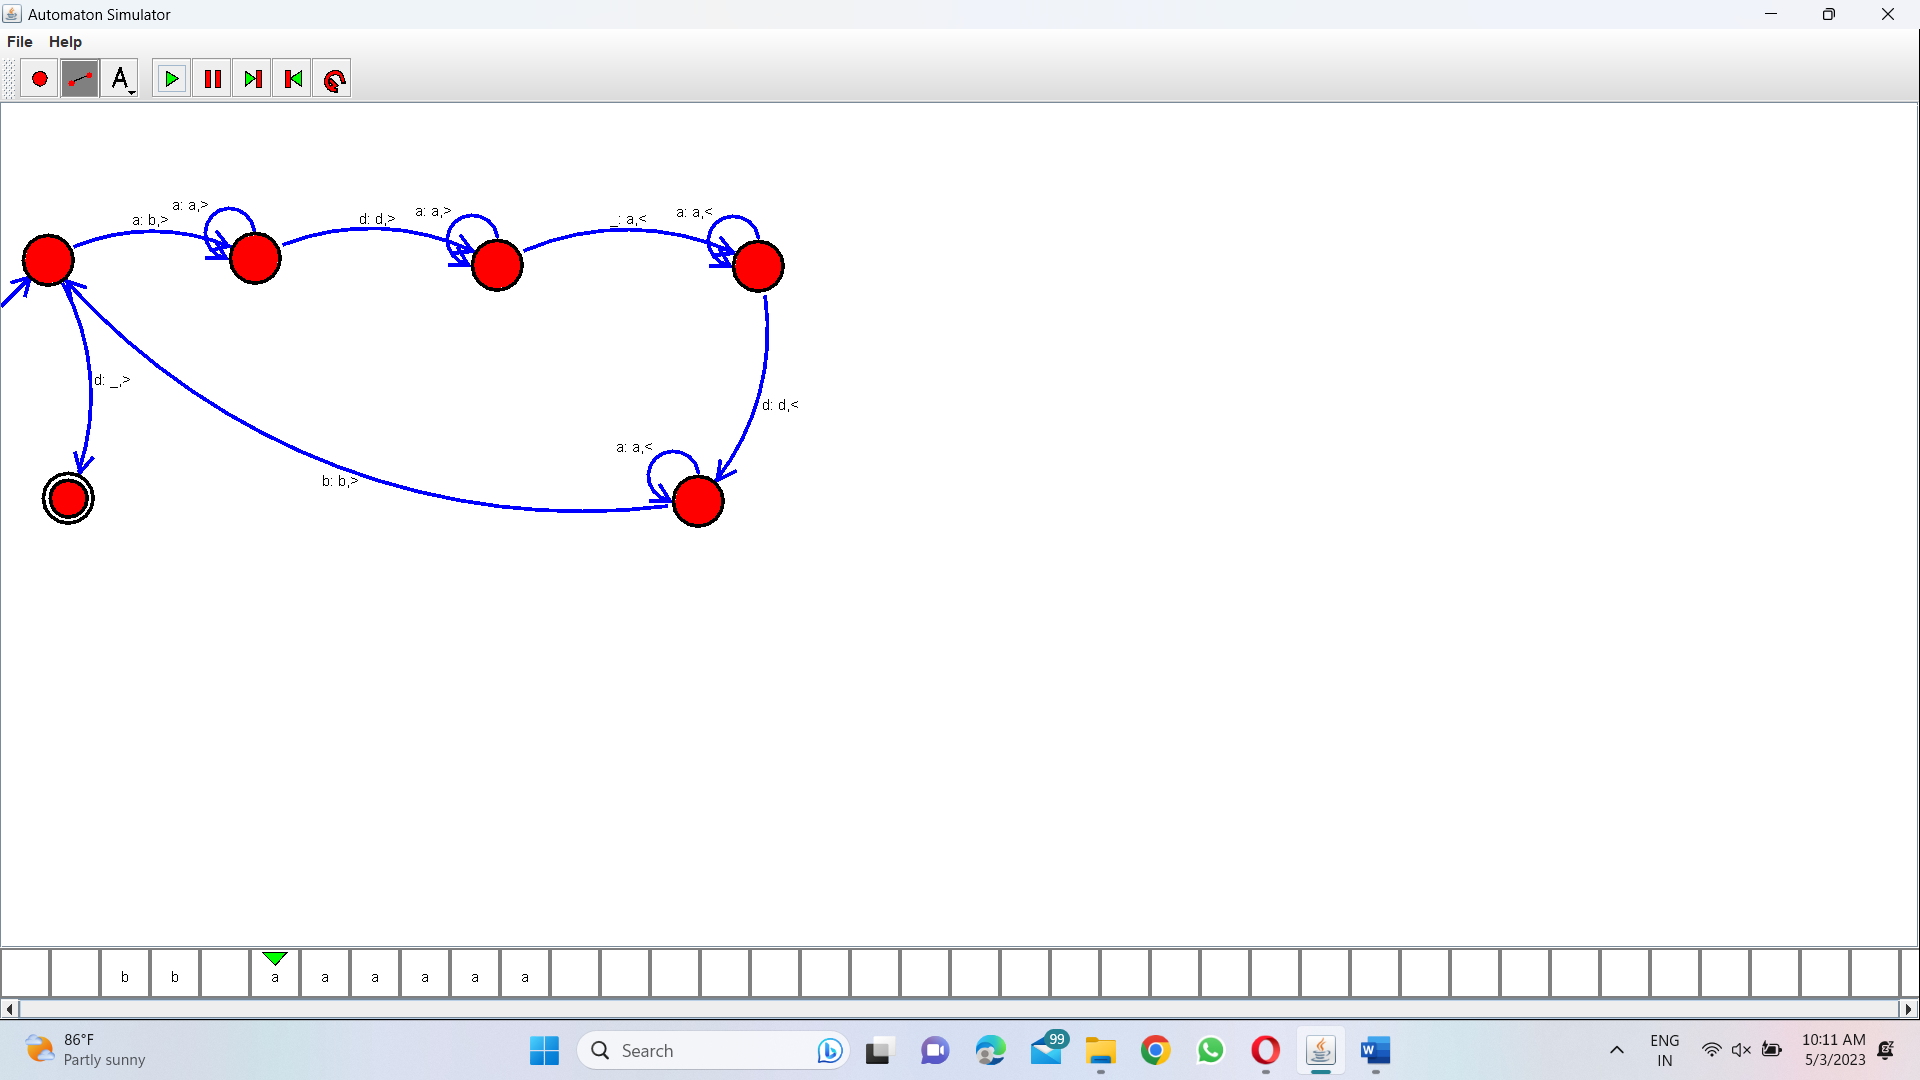 Automaton Simulator
File Help
A
a: a,>
a: b,>
d: d,>
a: a,>
_: a,<
a: a,<
d: _,>
d: d,<
a: a,<
b: b,>
b b a a a a a a
86°F
Partly sunny
Search
99
ENG
IN
10:11 AM
5/3/2023